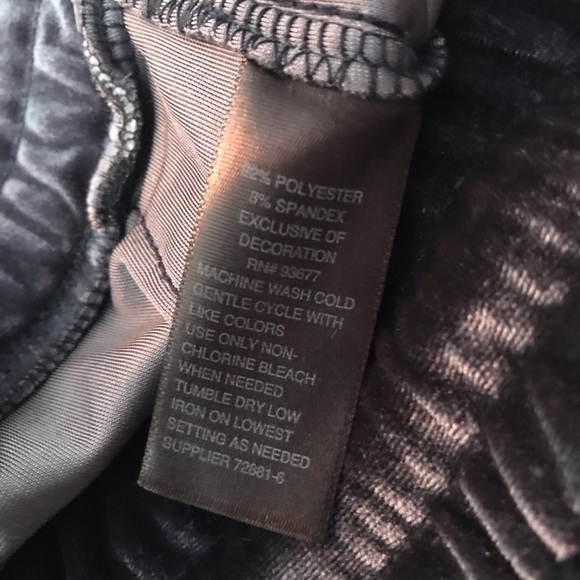 92% POLYESTER
8% SPANDEX
EXCLUSIVE OF
DECORATION
RN# 93677
MACHINE WASH COLD
GENTLE CYCLE WITH
LIKE COLORS
USE ONLY NON-
CHLORINE BLEACH
WHEN NEEDED
TUMBLE DRY LOW
IRON ON LOWEST
SETTING AS NEEDED
SUPPLIER 72881-6